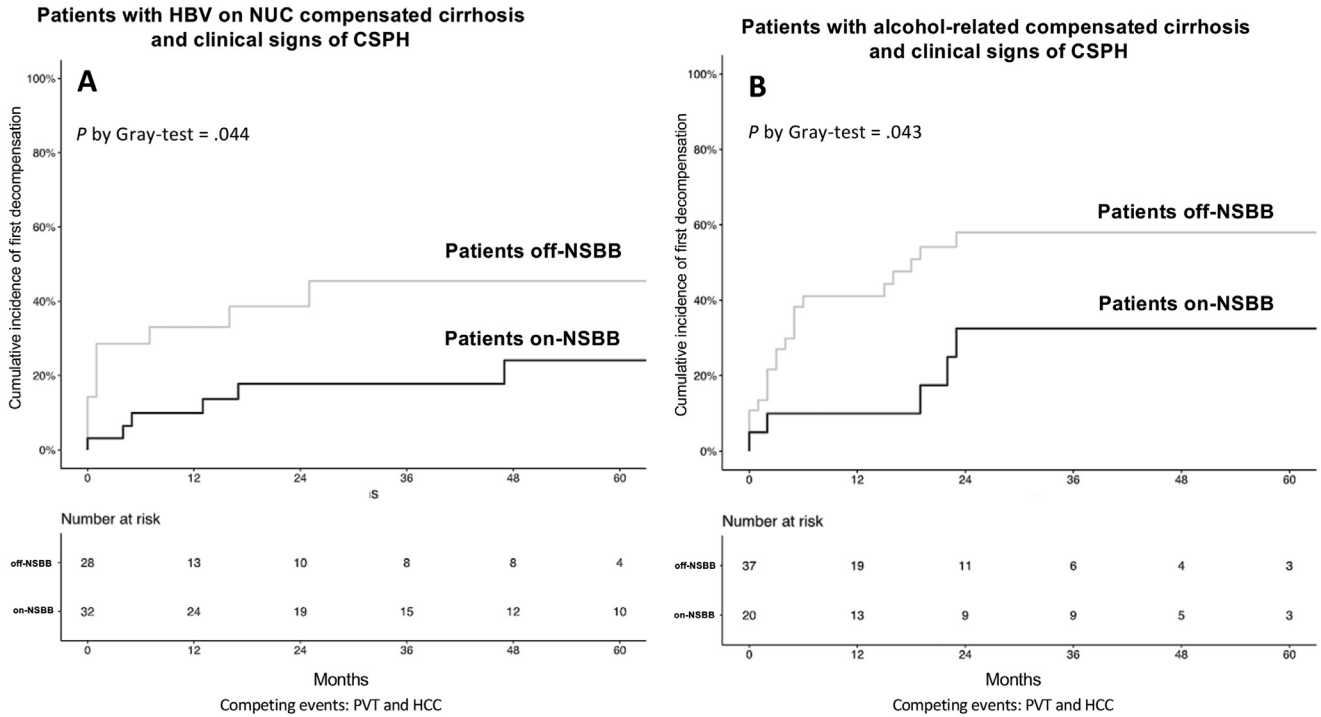 Patients with HBV on NUC compensated cirrhosis
and clinical signs of CSPH
A
P by Gray-test = .044
Cumulative incidence of first decompensation
100%
80%
60%
40%
20%
0%
Patients off-NSBB
Patients on-NSBB
0 12 24 36 48 60
s
Number at risk
off-NSBB 28 13 10 8 8 4
on-NSBB 32 24 19 15 12 10
0 12 24 36 48 60
Months
Competing events: PVT and HCC
Patients with alcohol-related compensated cirrhosis
and clinical signs of CSPH
B
P by Gray-test = .043
Cumulative incidence of first decompensation
100%
80%
60%
40%
20%
0%
Patients off-NSBB
Patients on-NSBB
0 12 24 36 48 60
Number at risk
off-NSBB 37 19 11 6 4 3
on-NSBB 20 13 9 9 5 3
0 12 24 36 48 60
Months
Competing events: PVT and HCC